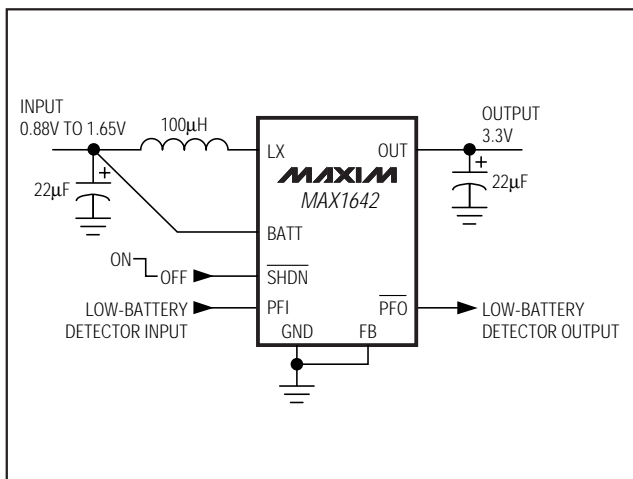 INPUT
0.88V TO 1.65V
100µH
OUTPUT
3.3V
LX
OUT
MAXIM
MAX1642
+
22µF
+
22µF
BATT
ON
OFF
SHDN
LOW-BATTERY
DETECTOR INPUT
PFI
PFO
LOW-BATTERY
DETECTOR OUTPUT
GND
FB